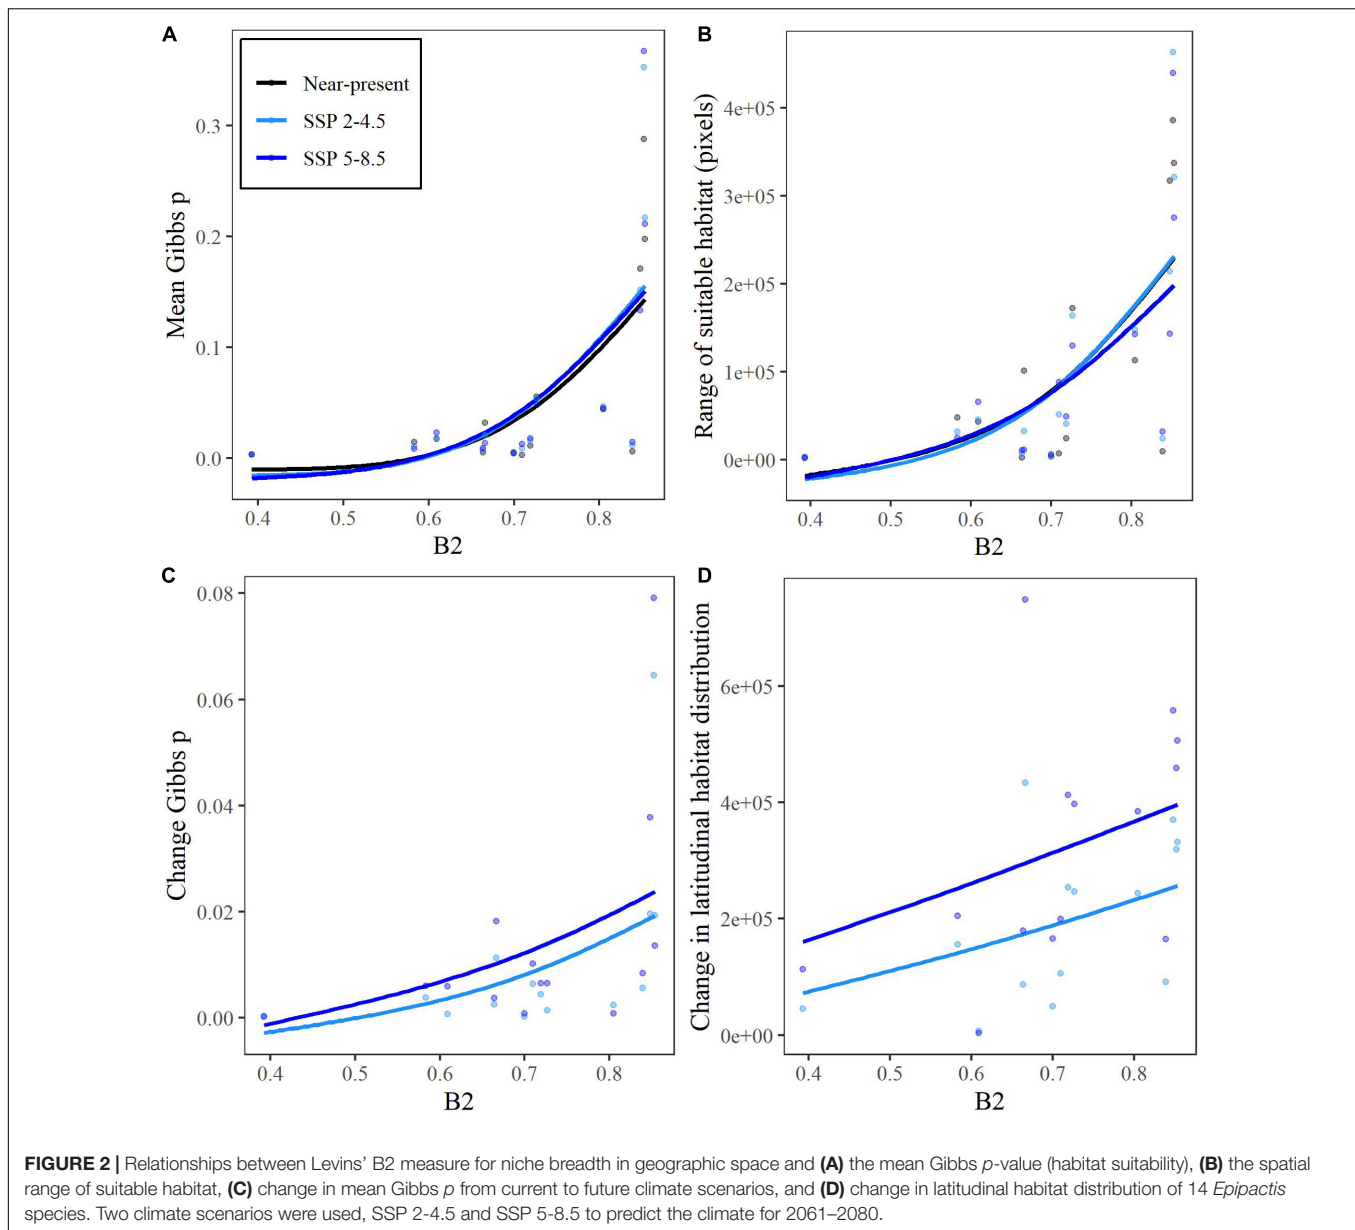 A
Near-present
SSP 2-4.5
SSP 5-8.5
Mean Gibbs p
0.3
0.2
0.1
0.0
0.4 0.5 0.6 0.7 0.8
B2
B
Range of suitable habitat (pixels)
4e+05
3e+05
2e+05
1e+05
0e+00
0.4 0.5 0.6 0.7 0.8
B2
C
Change Gibbs p
0.08
0.06
0.04
0.02
0.00
0.4 0.5 0.6 0.7 0.8
B2
D
Change in latitudinal habitat distribution
6e+05
4e+05
2e+05
0e+00
0.4 0.5 0.6 0.7 0.8
B2
FIGURE 2 | Relationships between Levins’ B2 measure for niche breadth in geographic space and (A) the mean Gibbs p-value (habitat suitability), (B) the spatial
range of suitable habitat, (C) change in mean Gibbs p from current to future climate scenarios, and (D) change in latitudinal habitat distribution of 14 Epipactis
species. Two climate scenarios were used, SSP 2-4.5 and SSP 5-8.5 to predict the climate for 2061–2080.